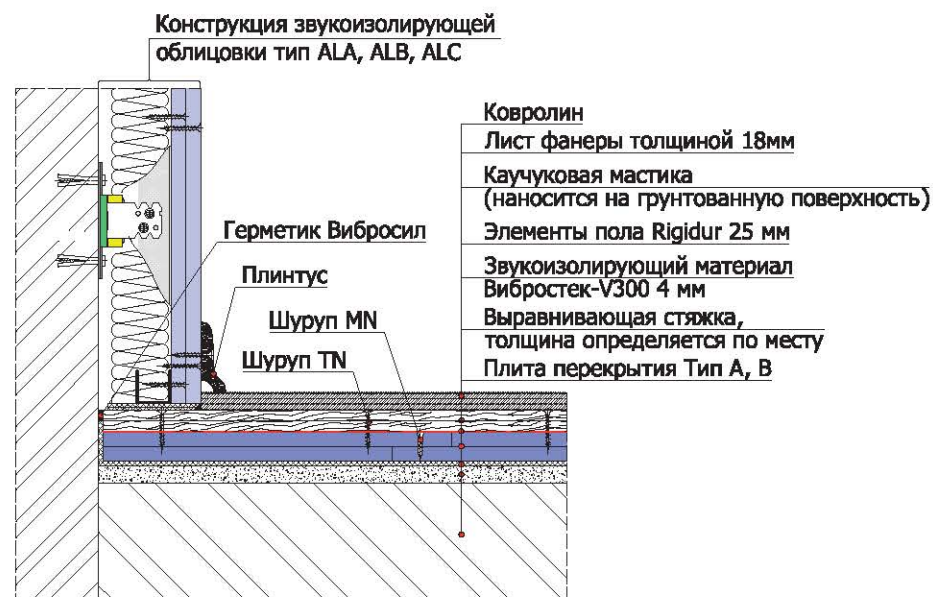 Конструкция звукоизолирующей
облицовки тип ALA, ALB, ALC
Ковролин
Лист фанеры толщиной 18мм
Каучуковая мастика
(наносится на грунтованную поверхность)
Элементы пола Rigidur 25 мм
Звукоизолирующий материал
Вибростек-V300 4 мм
Выравнивающая стяжка,
толщина определяется по месту
Плита перекрытия Тип А, В
Герметик Вибросил
Плинтус
Шуруп MN
Шуруп TN